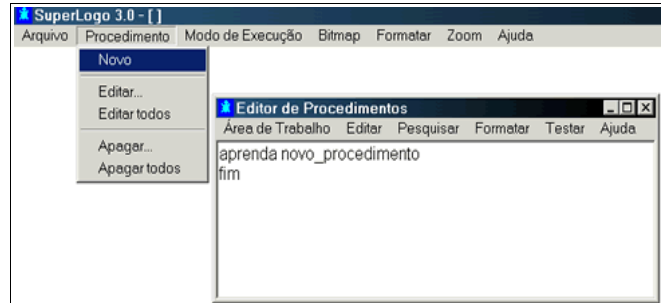 SuperLogo 3.0 - [ ]
Arquivo Procedimento Modo de Execução Bitmap Formatar Zoom Ajuda
Novo
Editar...
Editar todos
Apagar...
Apagar todos
Editor de Procedimentos
Área de Trabalho Editar Pesquisar Formatar Testar Ajuda
aprenda novo_procedimento
fim